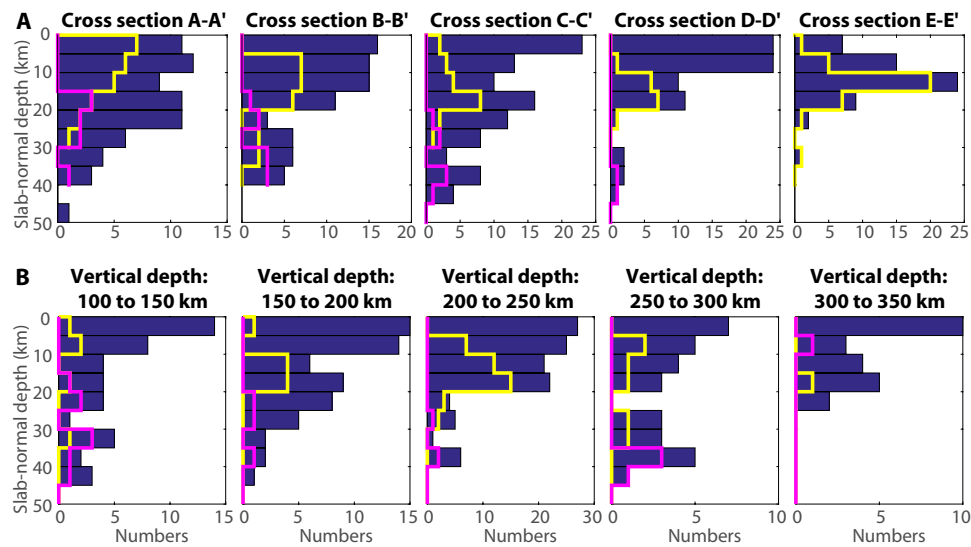 A
Cross section A-A' Cross section B-B' Cross section C-C' Cross section D-D' Cross section E-E'
Slab-normal depth (km)
0
10
20
30
40
50
0 5 10 15 0 5 10 15 20 0 5 10 15 20 25 0 5 10 15 20 25 0 5 10 15 20 25
B
Vertical depth: Vertical depth: Vertical depth: Vertical depth: Vertical depth:
100 to 150 km 150 to 200 km 200 to 250 km 250 to 300 km 300 to 350 km
Slab-normal depth (km)
0
10
20
30
40
50
0 5 10 15 0 5 10 15 0 10 20 30 0 5 10 0 5 10
Numbers Numbers Numbers Numbers Numbers